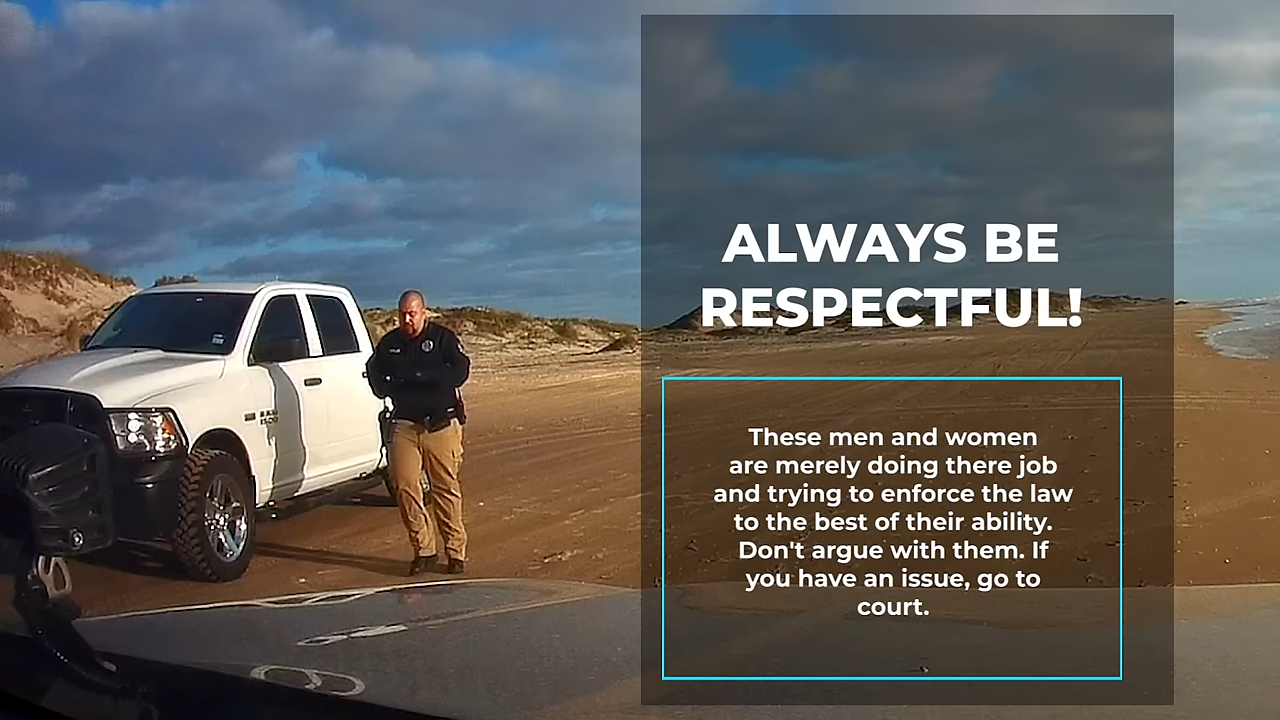 ALWAYS BE
RESPECTFUL!
These men and women
are merely doing there job
and trying to enforce the law
to the best of their ability.
Don't argue with them. If
you have an issue, go to
court.